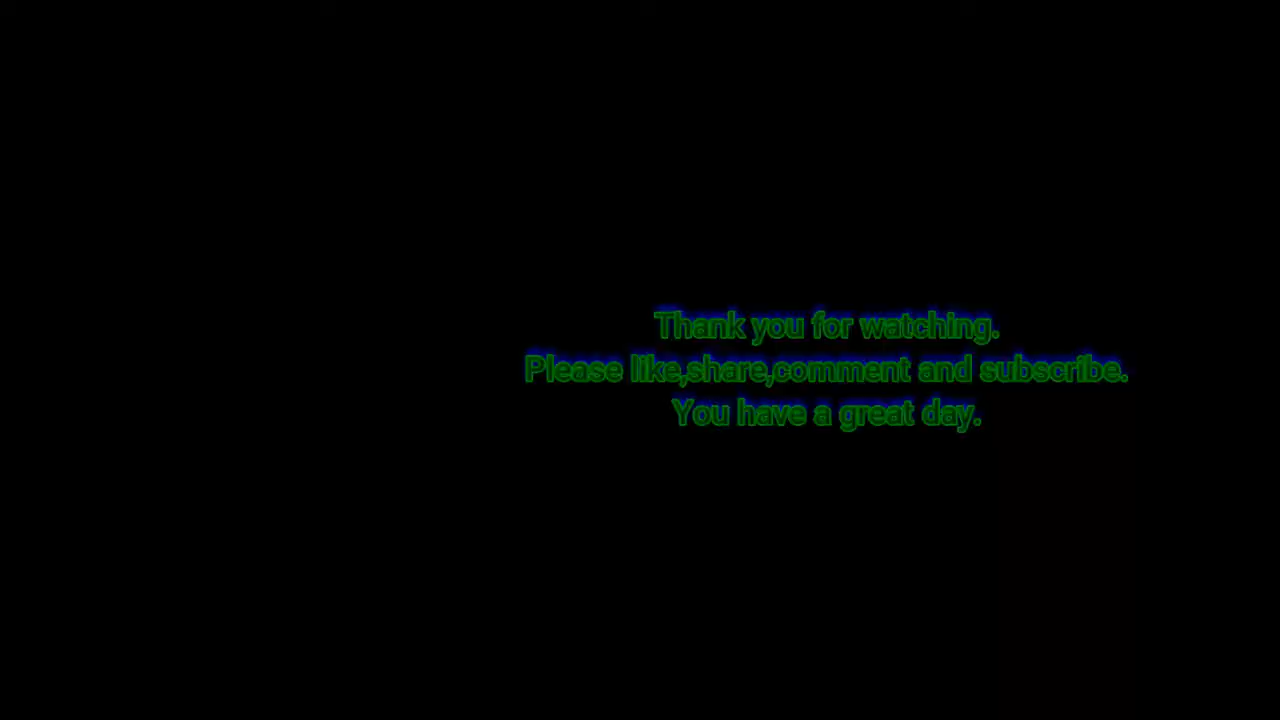 Thank you for watching.
Please like,share,comment and subscribe.
You have a great day.